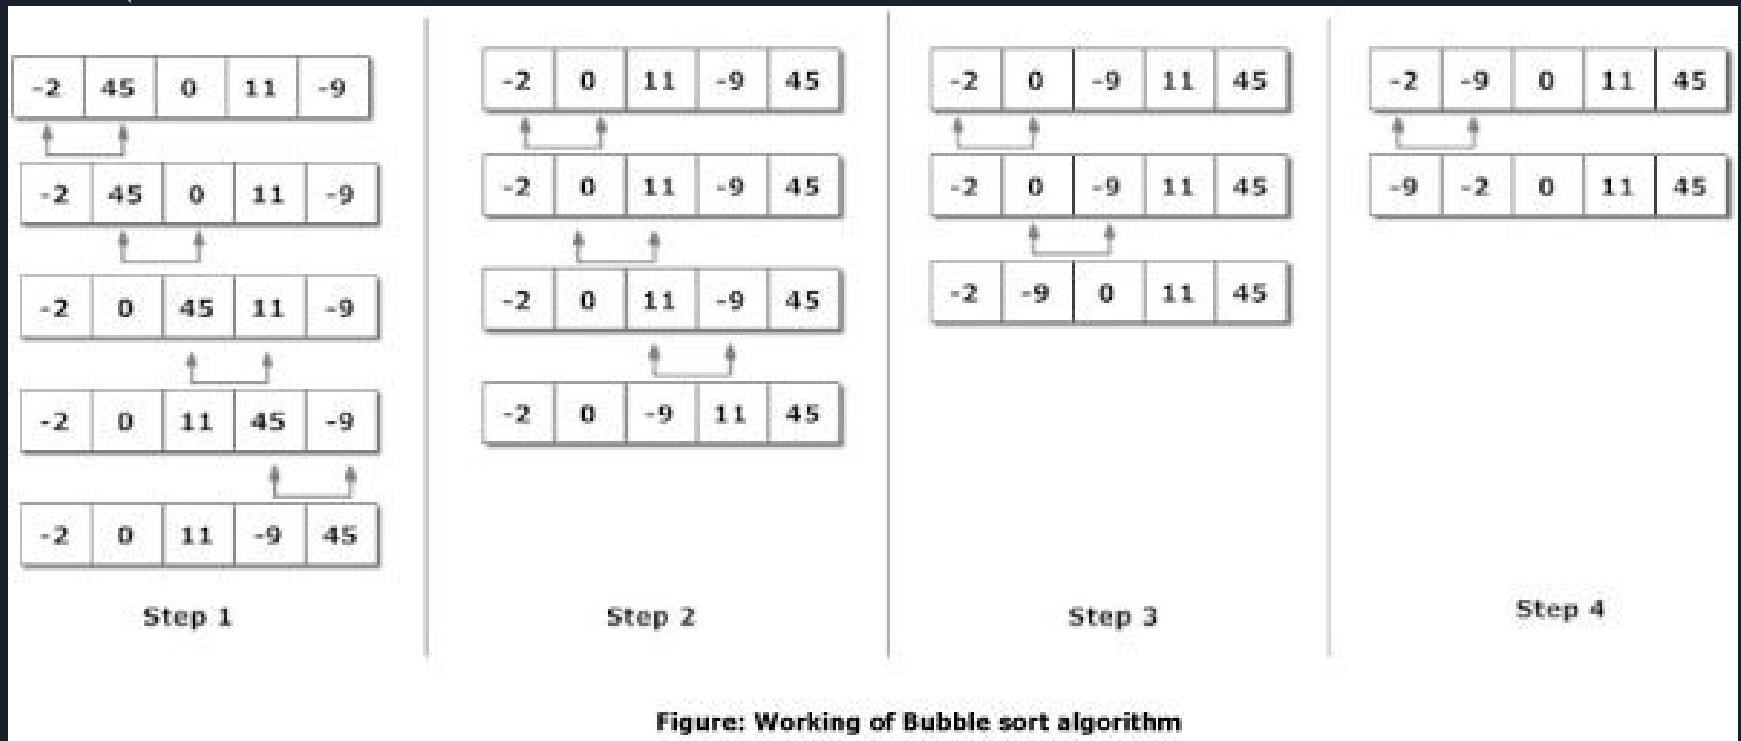 -2 45 0 11 -9
-2 45 0 11 -9
-2 0 45 11 -9
-2 0 11 45 -9
-2 0 11 -9 45
Step 1
-2 0 11 -9 45
-2 0 11 -9 45
-2 0 11 -9 45
-2 0 -9 11 45
Step 2
-2 0 -9 11 45
-2 0 -9 11 45
-2 -9 0 11 45
Step 3
-2 -9 0 11 45
-9 -2 0 11 45
Step 4
Figure: Working of Bubble sort algorithm